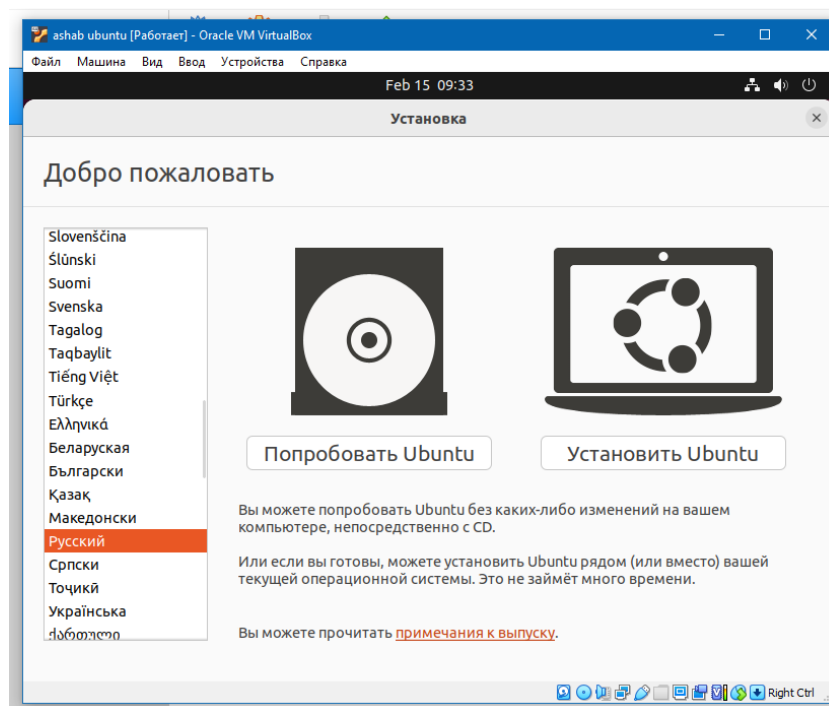 ashab ubuntu [Работает] - Oracle VM VirtualBox
Файл Машина Вид Ввод Устройства Справка
Feb 15 09:33
Установка
Добро пожаловать
Slovenščina
Ślůnski
Suomi
Svenska
Tagalog
Taqbaylit
Tiếng Việt
Türkçe
Ελληνικά
Беларуская
Български
Қазақ
Македонски
Русский
Српски
Тоҷикӣ
Українська
ქართული
Попробовать Ubuntu
Установить Ubuntu
Вы можете попробовать Ubuntu без каких-либо изменений на вашем
компьютере, непосредственно с CD.
Или если вы готовы, можете установить Ubuntu рядом (или вместо) вашей
текущей операционной системы. Это не займёт много времени.
Вы можете прочитать примечания к выпуску.
Right Ctrl